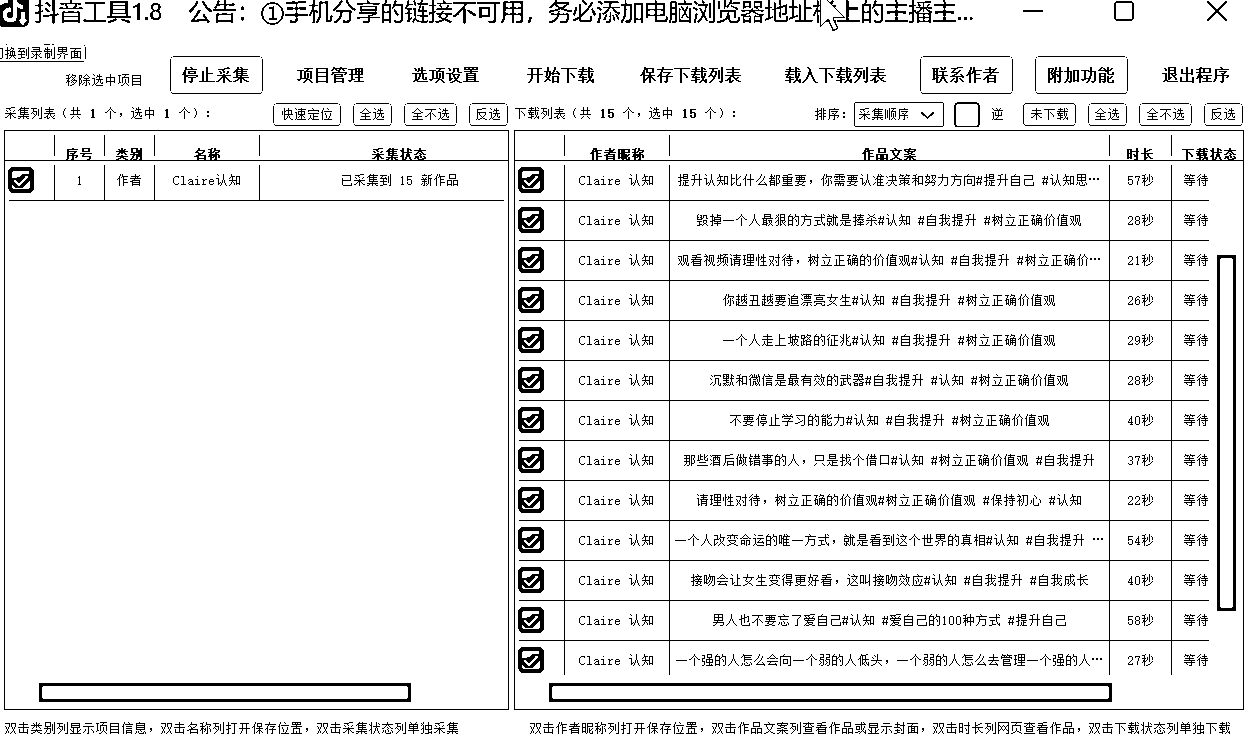 抖音工具1.8 公告：①手机分享的链接不可用，务必添加电脑浏览器地址 上的主播主…
换到录制界面
移除选中项目 停止采集 项目管理 选项设置 开始下载 保存下载列表 载入下载列表 联系作者 附加功能 退出程序
采集列表（共 1 个，选中 1 个）： 快速定位 全选 全不选 反选 下载列表（共 15 个，选中 15 个）： 排序： 采集顺序 逆 未下载 全选 全不选 反选
序号 类别 名称 采集状态 作者昵称 作品文案 时长 下载状态
1 作者 Claire认知 已采集到 15 新作品 Claire 认知 提升认知比什么都重要，你需要认准决策和努力方向#提升自己 #认知思… 57秒 等待
Claire 认知 毁掉一个人最狠的方式就是捧杀#认知 #自我提升 #树立正确价值观 28秒 等待
Claire 认知 观看视频请理性对待，树立正确的价值观#认知 #自我提升 #树立正确价… 21秒 等待
Claire 认知 你越丑越要追漂亮女生#认知 #自我提升 #树立正确价值观 26秒 等待
Claire 认知 一个人走上坡路的征兆#认知 #自我提升 #树立正确价值观 29秒 等待
Claire 认知 沉默和微信是最有效的武器#自我提升 #认知 #树立正确价值观 28秒 等待
Claire 认知 不要停止学习的能力#认知 #自我提升 #树立正确价值观 40秒 等待
Claire 认知 那些酒后做错事的人，只是找个借口#认知 #树立正确价值观 #自我提升 37秒 等待
Claire 认知 请理性对待，树立正确的价值观#树立正确价值观 #保持初心 #认知 22秒 等待
Claire 认知 一个人改变命运的唯一方式，就是看到这个世界的真相#认知 #自我提升 … 54秒 等待
Claire 认知 接吻会让女生变得更好看，这叫接吻效应#认知 #自我提升 #自我成长 40秒 等待
Claire 认知 男人也不要忘了爱自己#认知 #爱自己的100种方式 #提升自己 58秒 等待
Claire 认知 一个强的人怎么会向一个弱的人低头，一个弱的人怎么去管理一个强的人… 27秒 等待
双击类别列显示项目信息，双击名称列打开保存位置，双击采集状态列单独采集 双击作者昵称列打开保存位置，双击作品文案列查看作品或显示封面，双击时长列网页查看作品，双击下载状态列单独下载